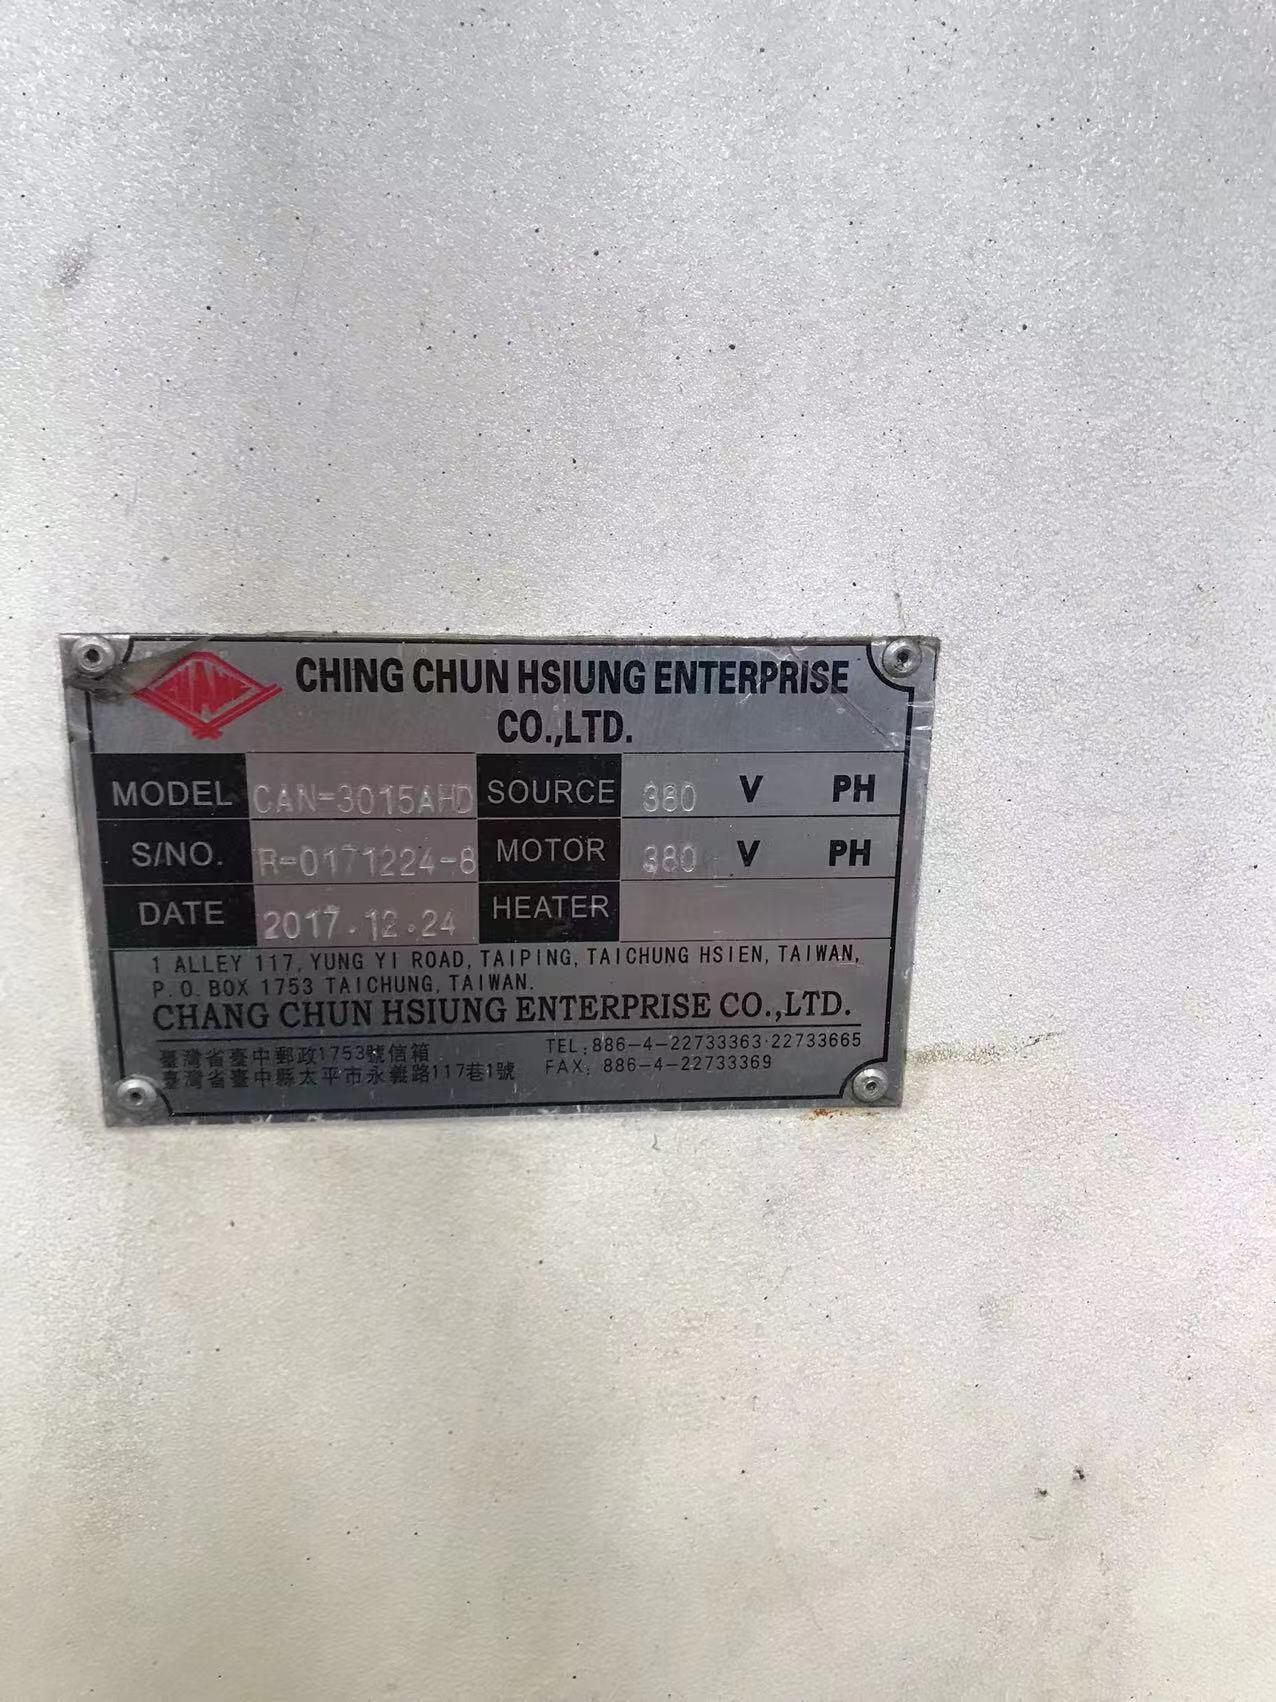 CHING CHUN HSIUNG ENTERPRISE
CO.,LTD.
MODEL CAN-3015AHD SOURCE 380 V PH
S/NO. R-0171224-8 MOTOR 380 V PH
DATE 2017.12.24 HEATER
1 ALLEY 117, YUNG YI ROAD, TAIPING, TAICHUNG HSIEN, TAIWAN,
P.O. BOX 1753 TAICHUNG, TAIWAN.
CHANG CHUN HSIUNG ENTERPRISE CO.,LTD.
臺灣省臺中郵政1753號信箱 TEL:886-4-22733363·22733665
臺灣省臺中縣太平市永義路117巷1號 FAX: 886-4-22733369